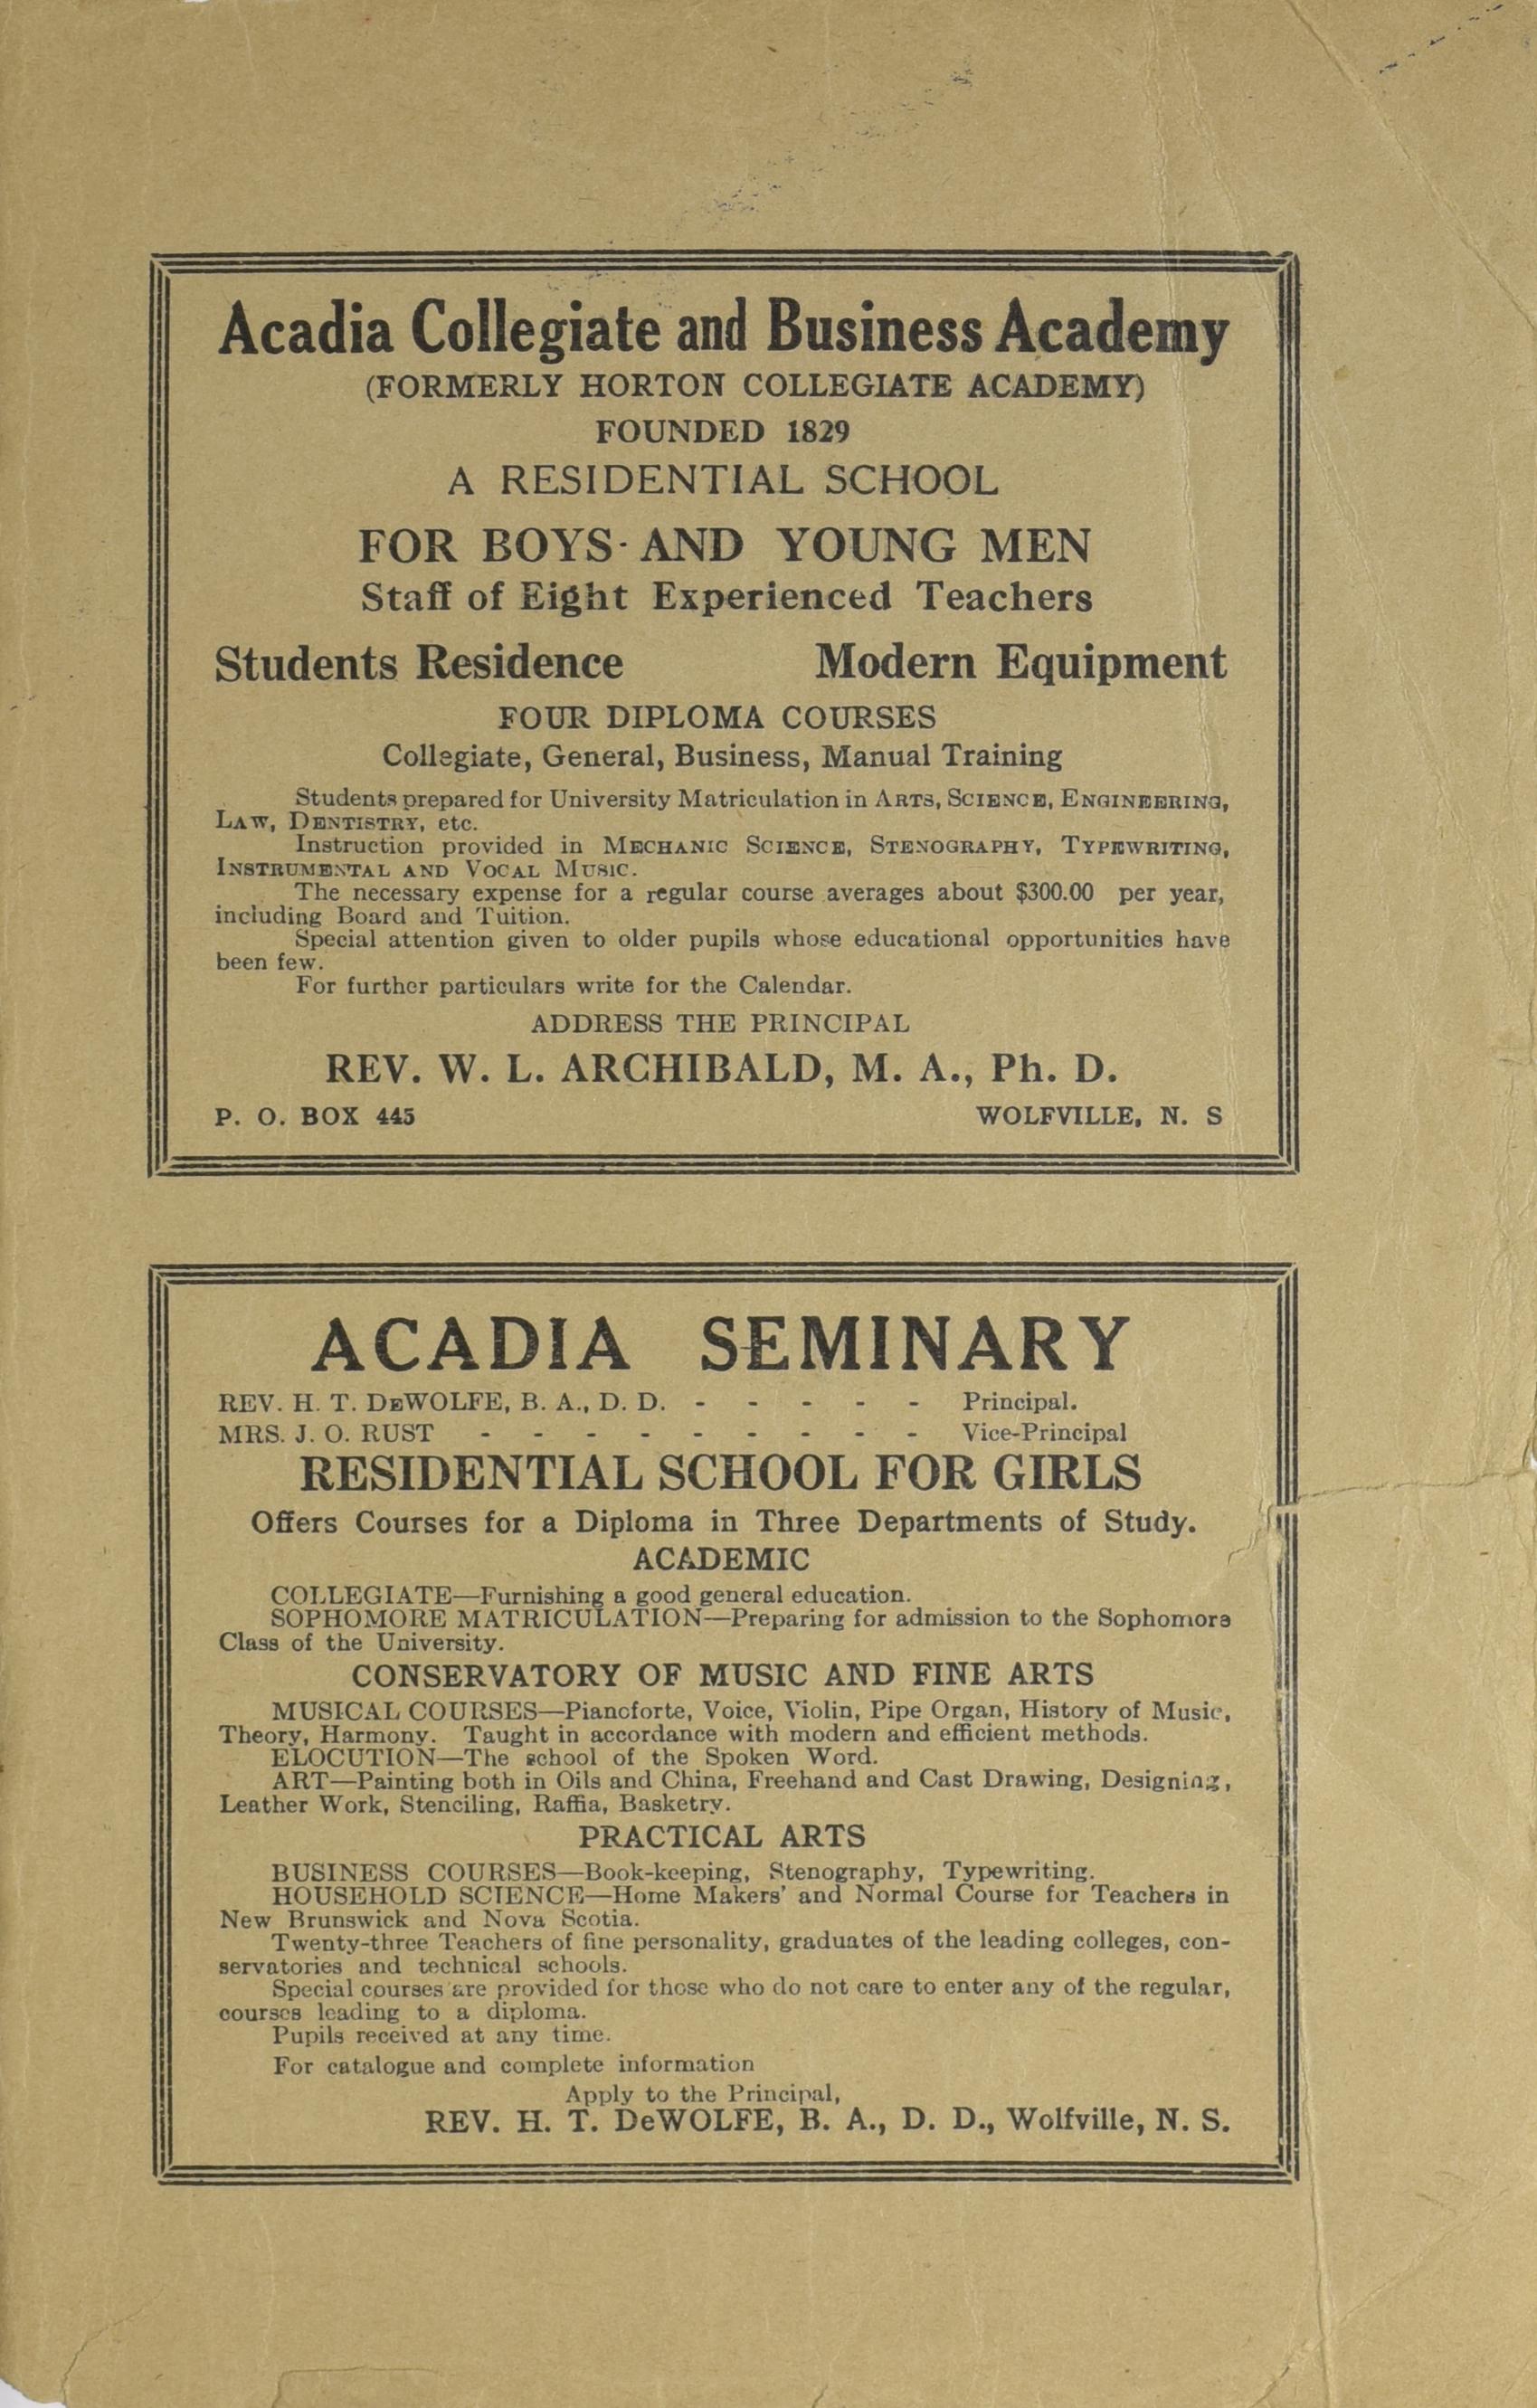 Acadia Collegiate and Business Academy
(FORMERLY HORTON COLLEGIATE ACADEMY)
FOUNDED 1829
A RESIDENTIAL SCHOOL
FOR BOYS· AND YOUNG MEN
Staff of Eight Experienced Teachers
Students Residence Modern Equipment
FOUR DIPLOMA COURSES
Collegiate, General, Business, Manual Training
Students prepared for University Matriculation in ARTS, SCIENCE, ENGINEERING,
LAW, DENTISTRY, etc.
Instruction provided in MECHANIC SCIENCE, STENOGRAPHY, TYPEWRITING,
INSTRUMENTAL AND VOCAL MUSIC.
The necessary expense for a regular course averages about $300.00 per year,
including Board and Tuition.
Special attention given to older pupils whose educational opportunities have
been few.
For further particulars write for the Calendar.
ADDRESS THE PRINCIPAL
REV. W. L. ARCHIBALD, M. A., Ph. D.
P. O. BOX 445 WOLFVILLE, N. S
ACADIA SEMINARY
REV. H. T. DEWOLFE, B. A., D. D. - - - - - Principal.
MRS. J. O. RUST - - - - - - - - - Vice-Principal
RESIDENTIAL SCHOOL FOR GIRLS
Offers Courses for a Diploma in Three Departments of Study.
ACADEMIC
COLLEGIATE—Furnishing a good general education.
SOPHOMORE MATRICULATION—Preparing for admission to the Sophomore
Class of the University.
CONSERVATORY OF MUSIC AND FINE ARTS
MUSICAL COURSES—Pianoforte, Voice, Violin, Pipe Organ, History of Music,
Theory, Harmony. Taught in accordance with modern and efficient methods.
ELOCUTION—The school of the Spoken Word.
ART—Painting both in Oils and China, Freehand and Cast Drawing, Designing,
Leather Work, Stenciling, Raffia, Basketry.
PRACTICAL ARTS
BUSINESS COURSES—Book-keeping, Stenography, Typewriting.
HOUSEHOLD SCIENCE—Home Makers' and Normal Course for Teachers in
New Brunswick and Nova Scotia.
Twenty-three Teachers of fine personality, graduates of the leading colleges, con-
servatories and technical schools.
Special courses are provided for those who do not care to enter any of the regular,
courses leading to a diploma.
Pupils received at any time.
For catalogue and complete information
Apply to the Principal,
REV. H. T. DeWOLFE, B. A., D. D., Wolfville, N. S.